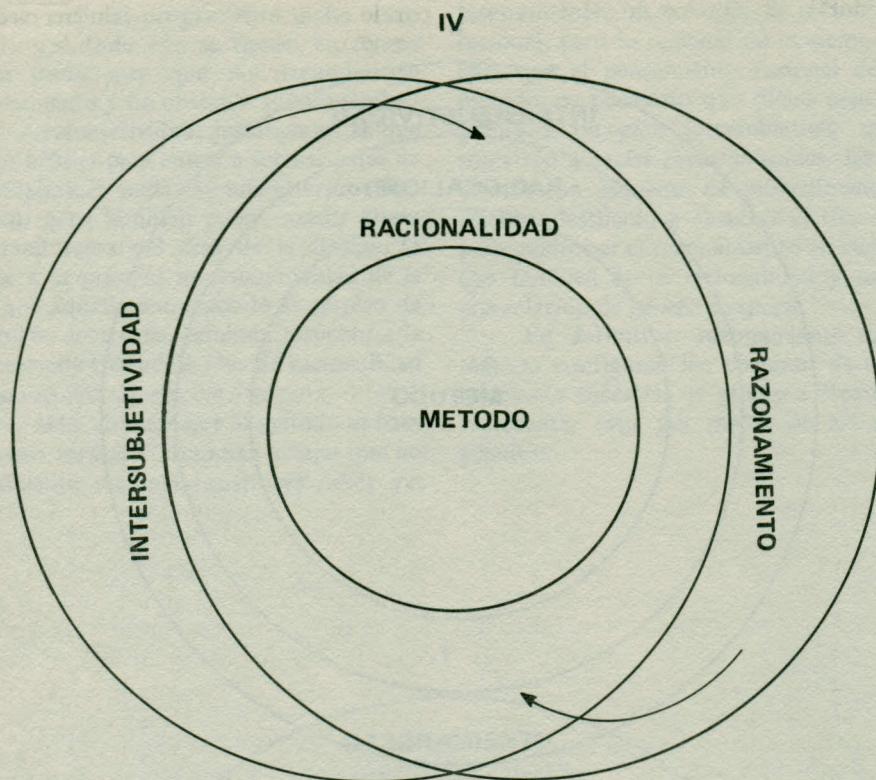 IV
RACIONALIDAD
INTERSUBJETIVIDAD
METODO
RAZONAMIENTO